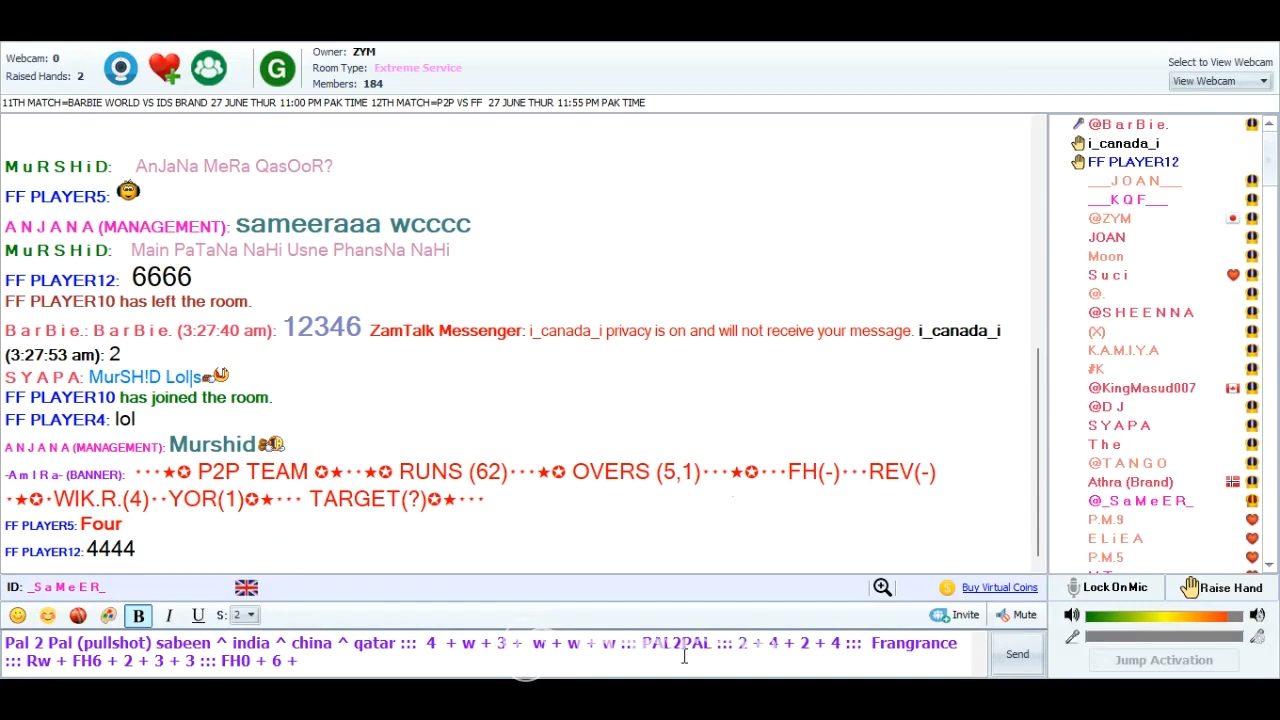 Webcam: 0
Raised Hands: 2
G
Owner: ZYM
Room Type: Extreme Service
Members: 184
Select to View Webcam
View Webcam
11TH MATCH=BARBIE WORLD VS IDS BRAND 27 JUNE THUR 11:00 PM PAK TIME 12TH MATCH=P2P VS FF 27 JUNE THUR 11:55 PM PAK TIME
M u R S H i D: AnJaNa MeRa QasOoR?
FF PLAYER5:
A N J A N A (MANAGEMENT): sameeraaa wcccc
M u R S H i D: Main PaTaNa NaHi Usne PhansNa NaHi
FF PLAYER12: 6666
FF PLAYER10 has left the room.
B a r B i e.: B a r B i e. (3:27:40 am): 12346 ZamTalk Messenger: i_canada_i privacy is on and will not receive your message. i_canada_i
(3:27:53 am): 2
S Y A P A: MurSH!D Lol|s
FF PLAYER10 has joined the room.
FF PLAYER4: lol
A N J A N A (MANAGEMENT): Murshid
-A m I R a- (BANNER): ···★✪ P2P TEAM ✪★··★✪ RUNS (62)···★✪ OVERS (5,1)···★✪···FH(-)···REV(-)
·★✪·WIK.R.(4)··YOR(1)✪★··· TARGET(?)✪★···
FF PLAYER5: Four
FF PLAYER12: 4444
@B a r B i e.
i_canada_i
FF PLAYER12
___J O A N___
___K Q F___
@ZYM
JOAN
Moon
S u c i
@.
@S H E E N N A
(X)
K.A.M.I.Y.A
#K
@KingMasud007
@D J
S Y A P A
T h e
@T A N G O
Athra (Brand)
@_S a M e E R_
P.M.9
E L i E A
P.M.5
ID: _S a M e E R_
Buy Virtual Coins
Lock On Mic
Raise Hand
B I U S: 2
Invite
Mute
Pal 2 Pal (pullshot) sabeen ^ india ^ china ^ qatar ::: 4 + w + 3 + w + w + w ::: PAL2PAL ::: 2 + 4 + 2 + 4 ::: Frangrance
::: Rw + FH6 + 2 + 3 + 3 ::: FH0 + 6 +
Send
Jump Activation